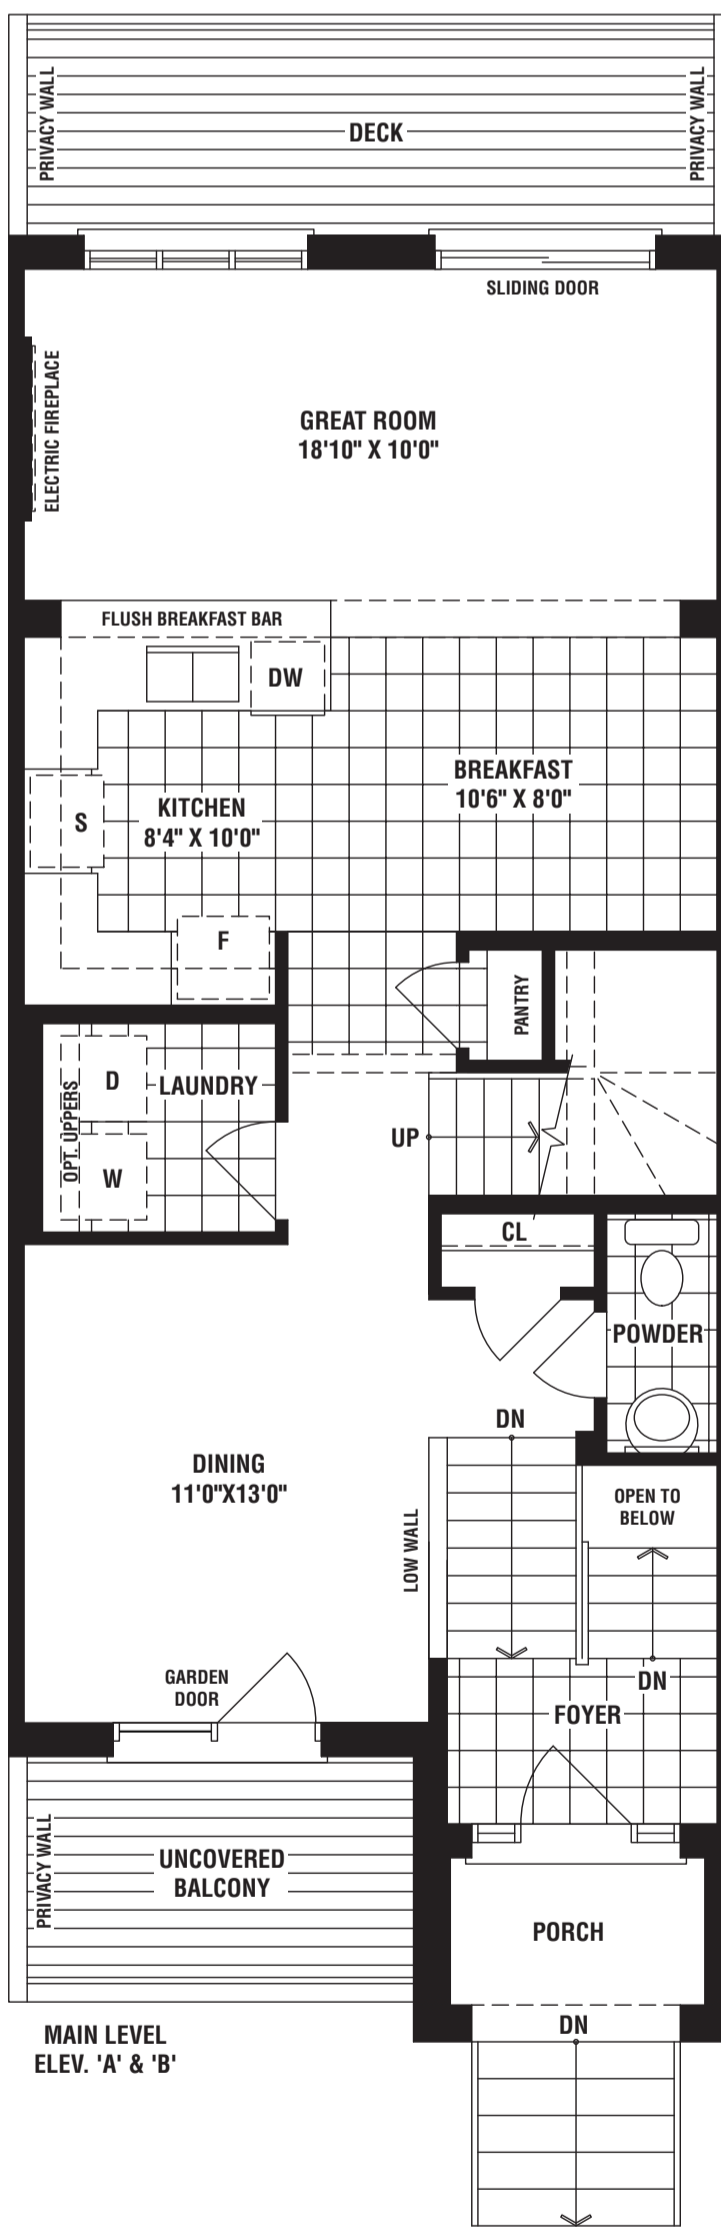 PRIVACY WALL
DECK
PRIVACY WALL
SLIDING DOOR
ELECTRIC FIREPLACE
GREAT ROOM
18'10" X 10'0"
FLUSH BREAKFAST BAR
DW
BREAKFAST
10'6" X 8'0"
S
KITCHEN
8'4" X 10'0"
F
PANTRY
OPT. UPPERS
D
LAUNDRY
W
UP
CL
POWDER
DN
DINING
11'0"X13'0"
OPEN TO
BELOW
LOW WALL
GARDEN
DOOR
DN
FOYER
PRIVACY WALL
UNCOVERED
BALCONY
PORCH
DN
MAIN LEVEL
ELEV. 'A' & 'B'